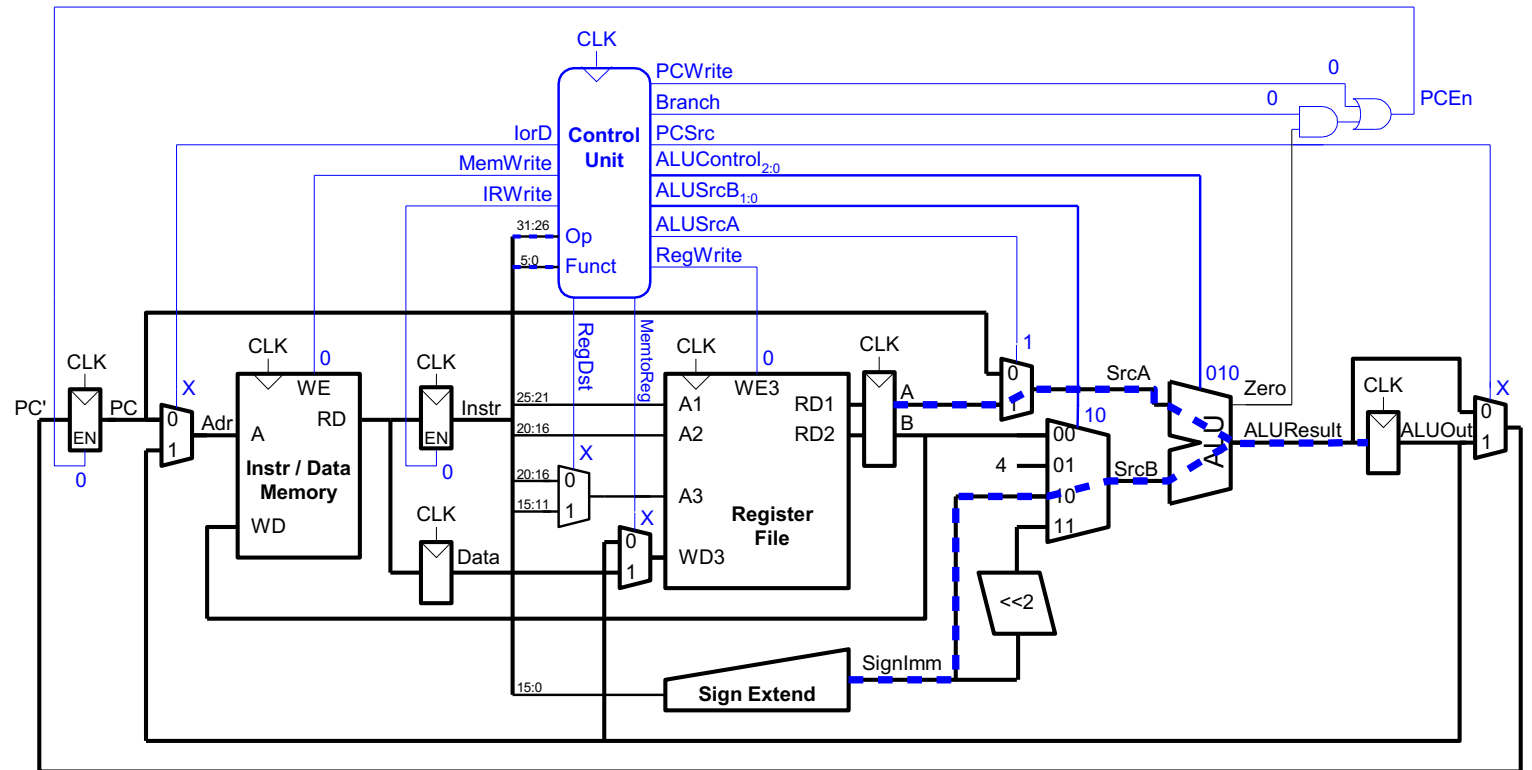 CLK
PCWrite 0
Branch 0
PCEn
IorD Control PCSrc
MemWrite Unit ALUControl2:0
IRWrite ALUSrcB1:0
31:26 Op ALUSrcA
5:0 Funct RegWrite
RegDst
MemtoReg
CLK
CLK
CLK
CLK
CLK
CLK
0
0
1
010
X
X
PC'
PC
EN
0
0
1
Adr
WE
RD
A
Instr / Data
Memory
WD
EN
0
Instr
CLK
Data
25:21
20:16
20:16
15:11
15:0
X
0
1
X
0
1
WE3
A1
A2
A3
WD3
RD1
RD2
Register
File
A
B
0
1
SrcA
10
00
4 01
10
11
SrcB
ALU
Zero
ALUResult
ALUOut
0
1
<<2
SignImm
Sign Extend